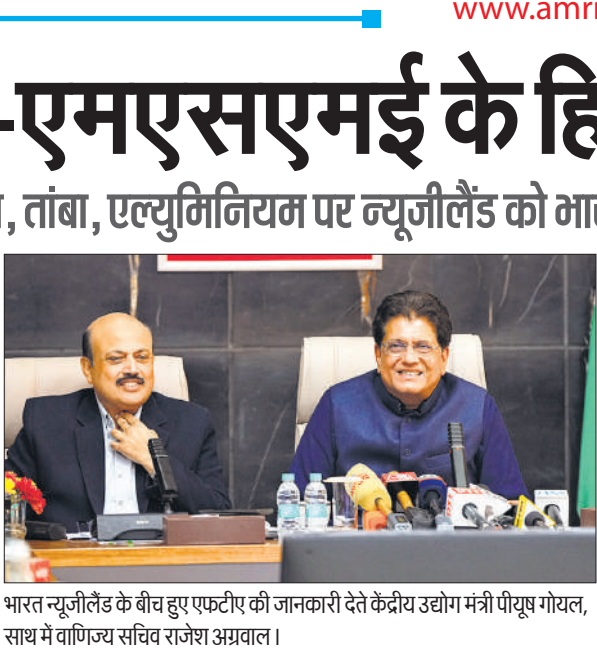 www.amr
-एमएसएमई के हि
, तांबा, एल्युमिनियम पर न्यूजीलैंड को भा
भारत न्यूजीलैंड के बीच हुए एफटीए की जानकारी देते केंद्रीय उद्योग मंत्री पीयूष गोयल,
साथ में वाणिज्य सचिव राजेश अग्रवाल।